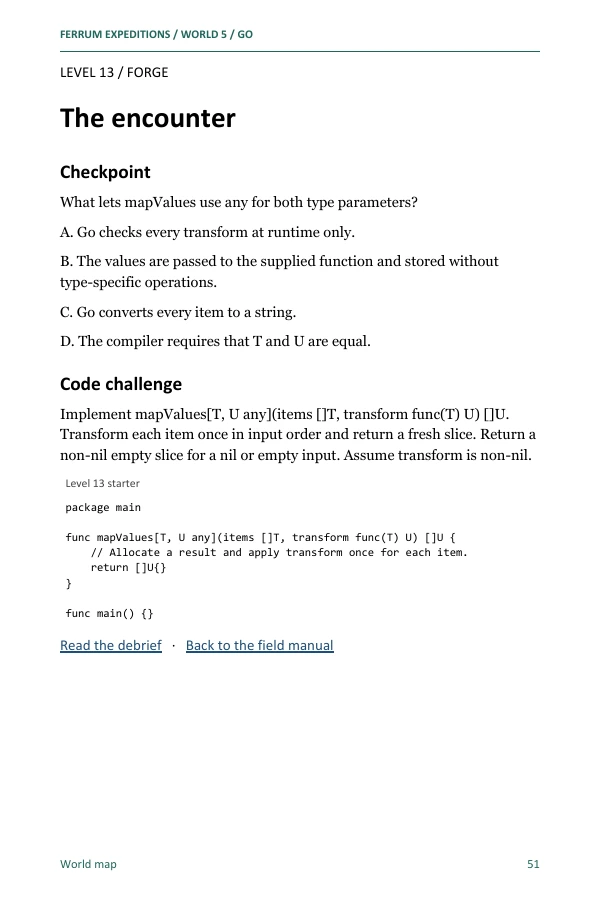 FERRUM EXPEDITIONS / WORLD 5 / GO
LEVEL 13 / FORGE
The encounter
Checkpoint
What lets mapValues use any for both type parameters?
A. Go checks every transform at runtime only.
B. The values are passed to the supplied function and stored without
type-specific operations.
C. Go converts every item to a string.
D. The compiler requires that T and U are equal.
Code challenge
Implement mapValues[T, U any](items []T, transform func(T) U) []U.
Transform each item once in input order and return a fresh slice. Return a
non-nil empty slice for a nil or empty input. Assume transform is non-nil.
Level 13 starter
package main
func mapValues[T, U any](items []T, transform func(T) U) []U {
    // Allocate a result and apply transform once for each item.
    return []U{}
}
func main() {}
Read the debrief · Back to the field manual
World map 51